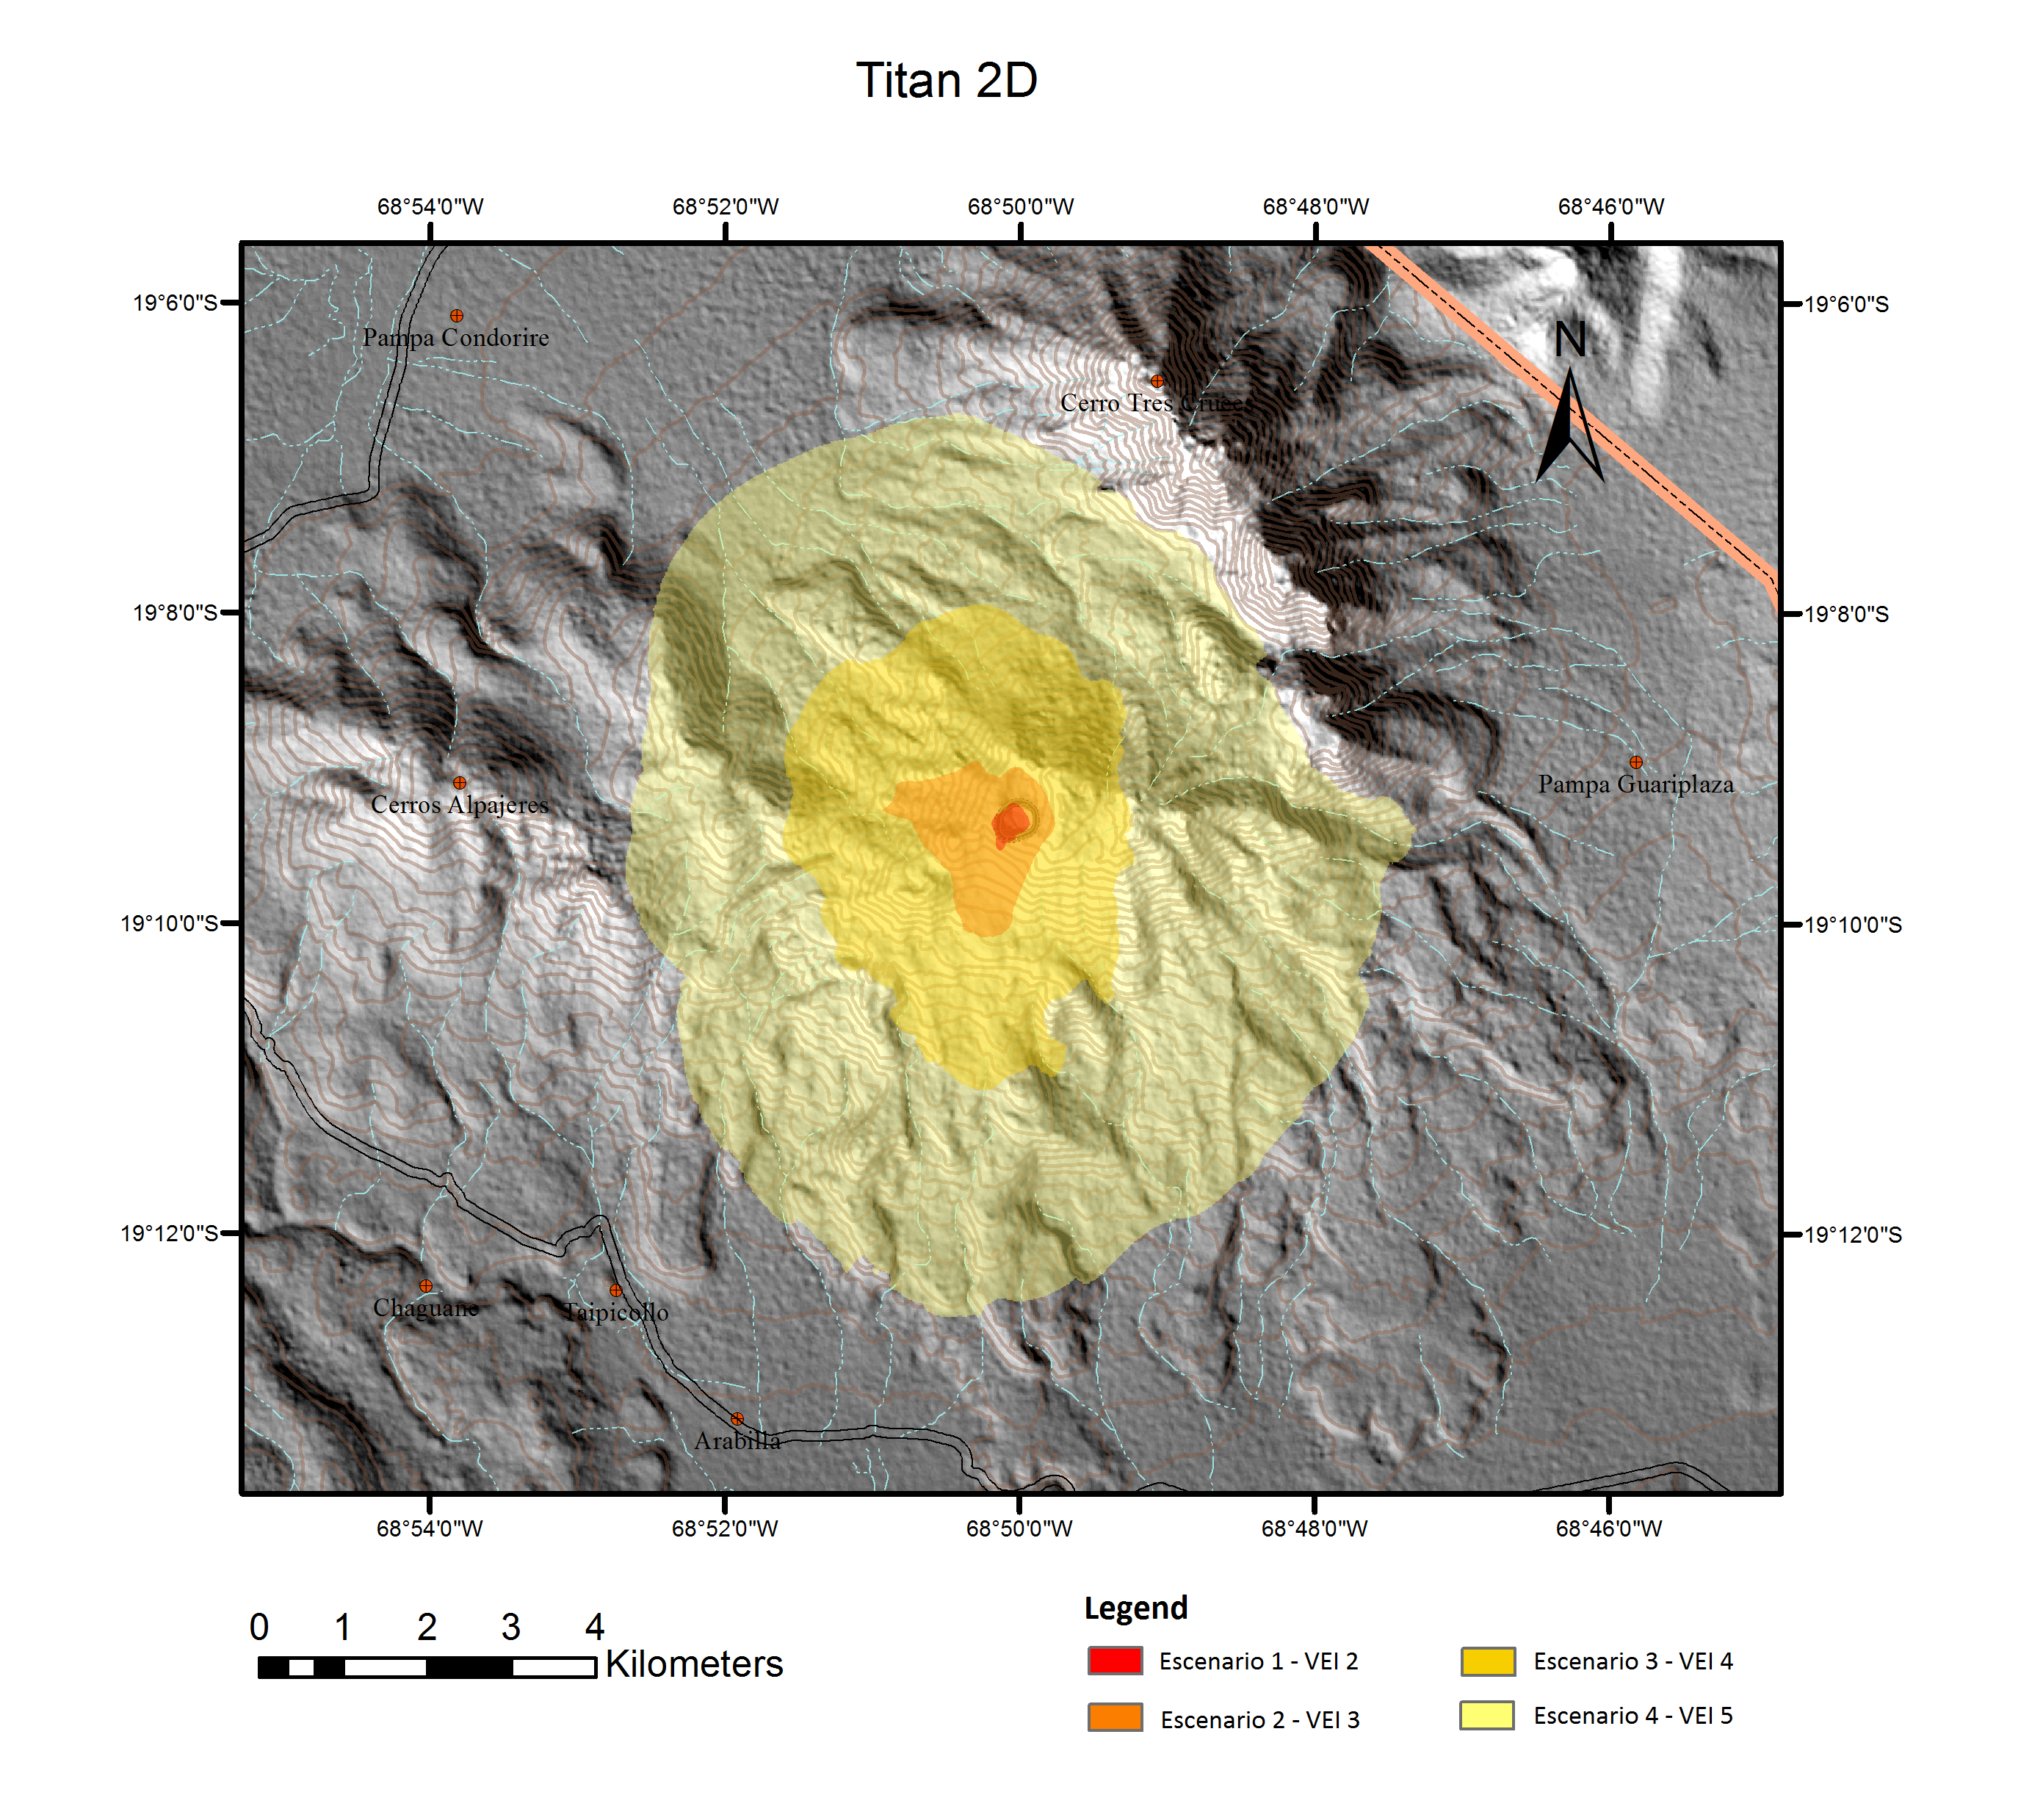 Titan 2D
68°54'0"W 68°52'0"W 68°50'0"W 68°48'0"W 68°46'0"W
19°6'0"S 19°6'0"S
Pampa Condorire
N
Cerro Tres Cruces
19°8'0"S 19°8'0"S
Pampa Guariplaza
Cerros Alpajeres
19°10'0"S 19°10'0"S
19°12'0"S 19°12'0"S
Chaguane
Taipicollo
Arabilla
68°54'0"W 68°52'0"W 68°50'0"W 68°48'0"W 68°46'0"W
0 1 2 3 4
Kilometers
Legend
Escenario 1 - VEI 2
Escenario 3 - VEI 4
Escenario 2 - VEI 3
Escenario 4 - VEI 5